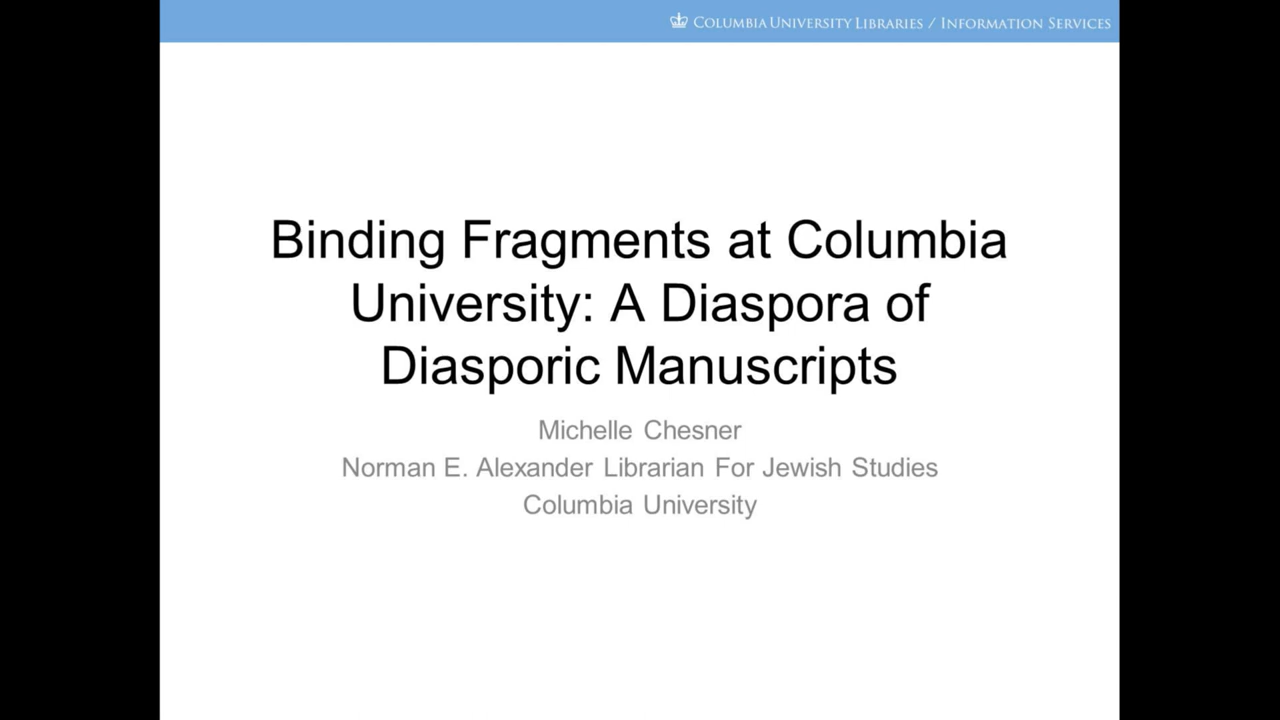 COLUMBIA UNIVERSITY LIBRARIES / INFORMATION SERVICES
Binding Fragments at Columbia
University: A Diaspora of
Diasporic Manuscripts
Michelle Chesner
Norman E. Alexander Librarian For Jewish Studies
Columbia University